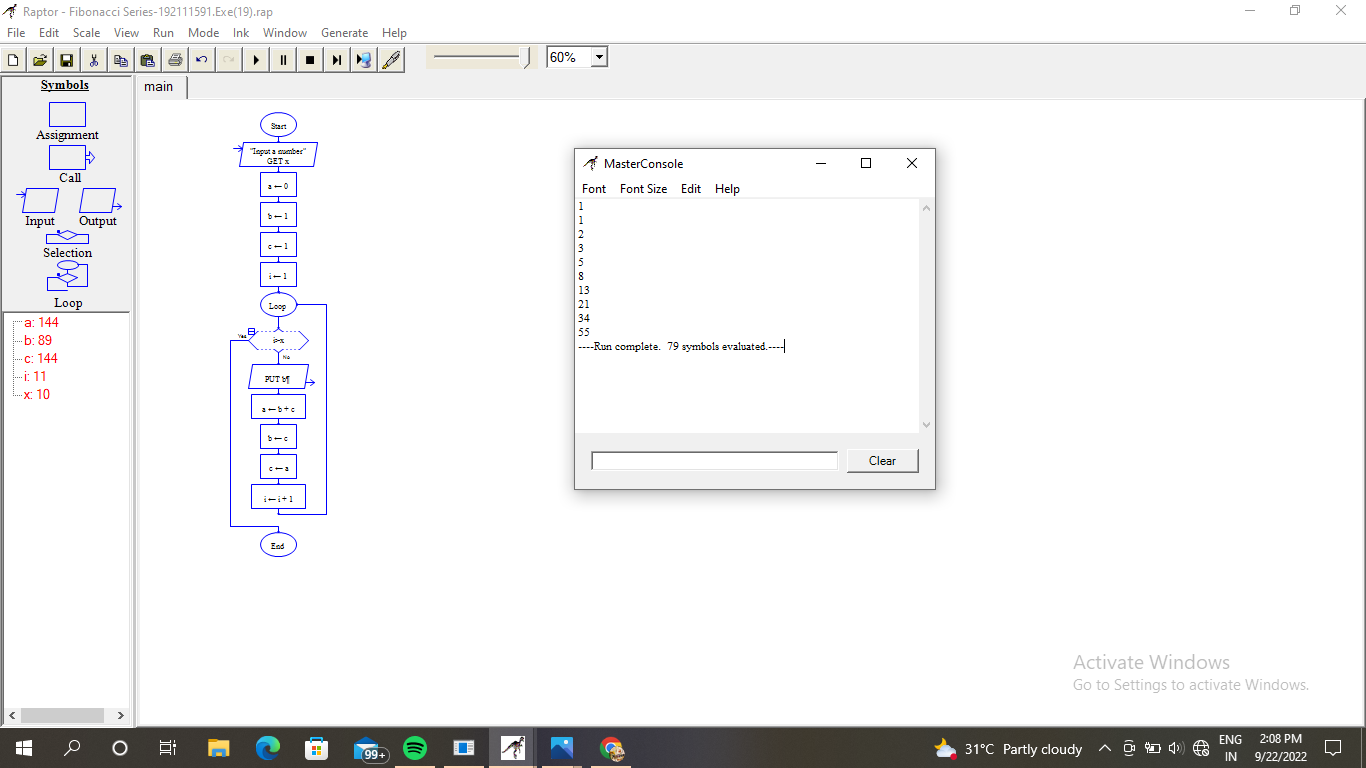 Raptor - Fibonacci Series-192111591.Exe(19).rap
File Edit Scale View Run Mode Ink Window Generate Help
60%
Symbols
Assignment
Call
Input Output
Selection
Loop
a: 144
b: 89
c: 144
i: 11
x: 10
main
Start
"Input a number"
GET x
a ← 0
b ← 1
c ← 1
i ← 1
Loop
Yes
i>x
No
PUT b¶
a ← b + c
b ← c
c ← a
i ← i + 1
End
MasterConsole
Font Font Size Edit Help
1
1
2
3
5
8
13
21
34
55
----Run complete. 79 symbols evaluated.----
Clear
Activate Windows
Go to Settings to activate Windows.
99+
31°C Partly cloudy
ENG
IN
2:08 PM
9/22/2022